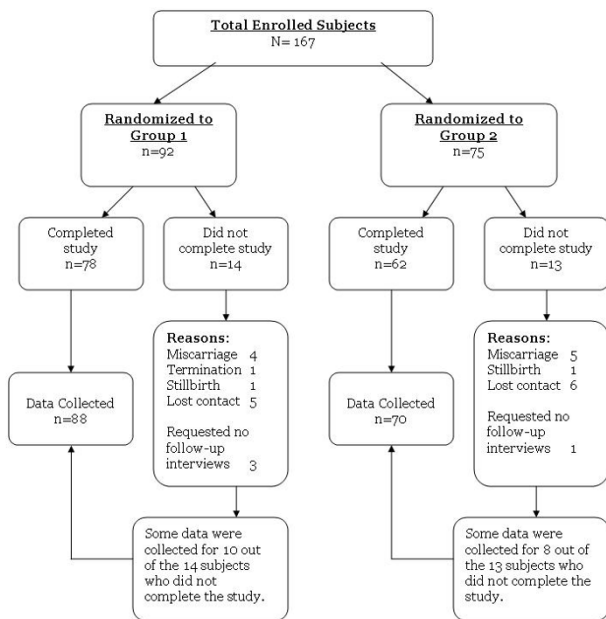 Total Enrolled Subjects
N= 167
Randomized to
Group 1
n=92
Randomized to
Group 2
n=75
Completed
study
n=78
Did not
complete study
n=14
Completed
study
n=62
Did not
complete study
n=13
Reasons:
Miscarriage 4
Termination 1
Stillbirth 1
Lost contact 5
Requested no
follow-up
interviews 3
Reasons:
Miscarriage 5
Stillbirth 1
Lost contact 6
Requested no
follow-up
interviews 1
Data Collected
n=88
Data Collected
n=70
Some data were
collected for 10 out
of the 14 subjects
who did not
complete the study.
Some data were
collected for 8 out of
the 13 subjects who
did not complete the
study.